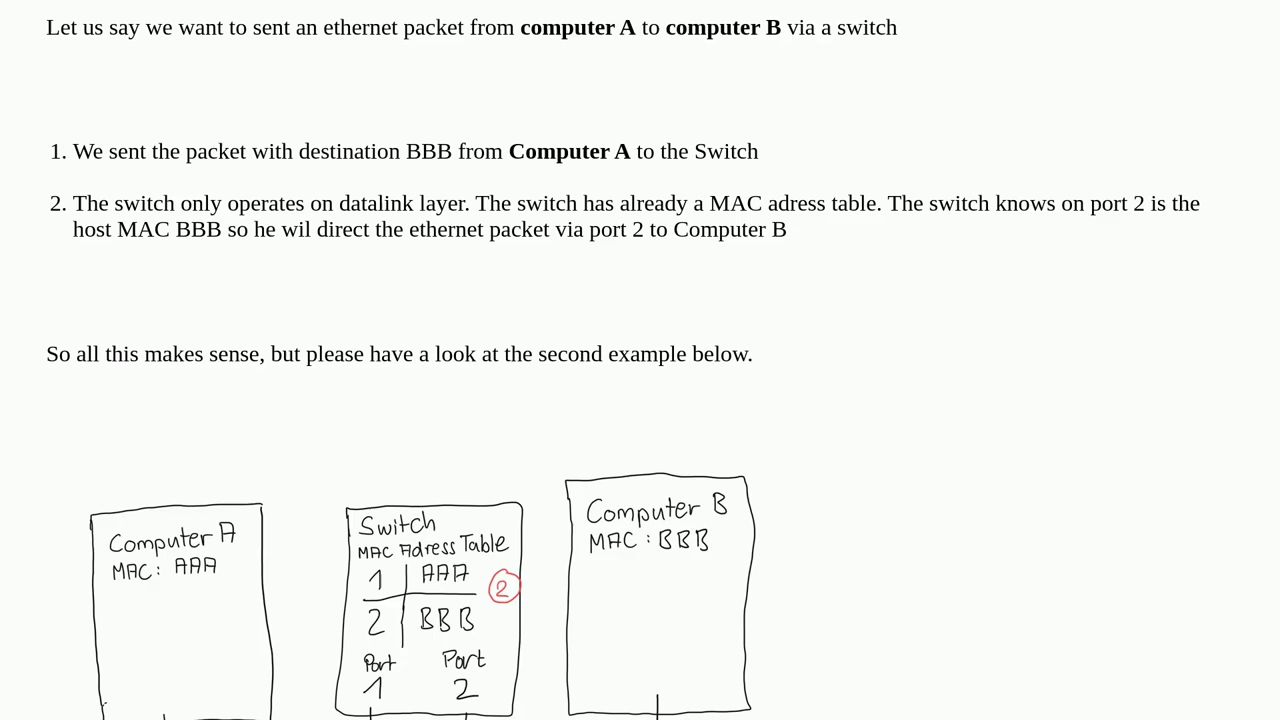 Let us say we want to sent an ethernet packet from computer A to computer B via a switch
1. We sent the packet with destination BBB from Computer A to the Switch
2. The switch only operates on datalink layer. The switch has already a MAC adress table. The switch knows on port 2 is the
host MAC BBB so he wil direct the ethernet packet via port 2 to Computer B
So all this makes sense, but please have a look at the second example below.
Computer A
MAC: AAA
Switch
MAC Adress Table
1 AAA
2
2 BBB
Port Port
1 2
Computer B
MAC: BBB